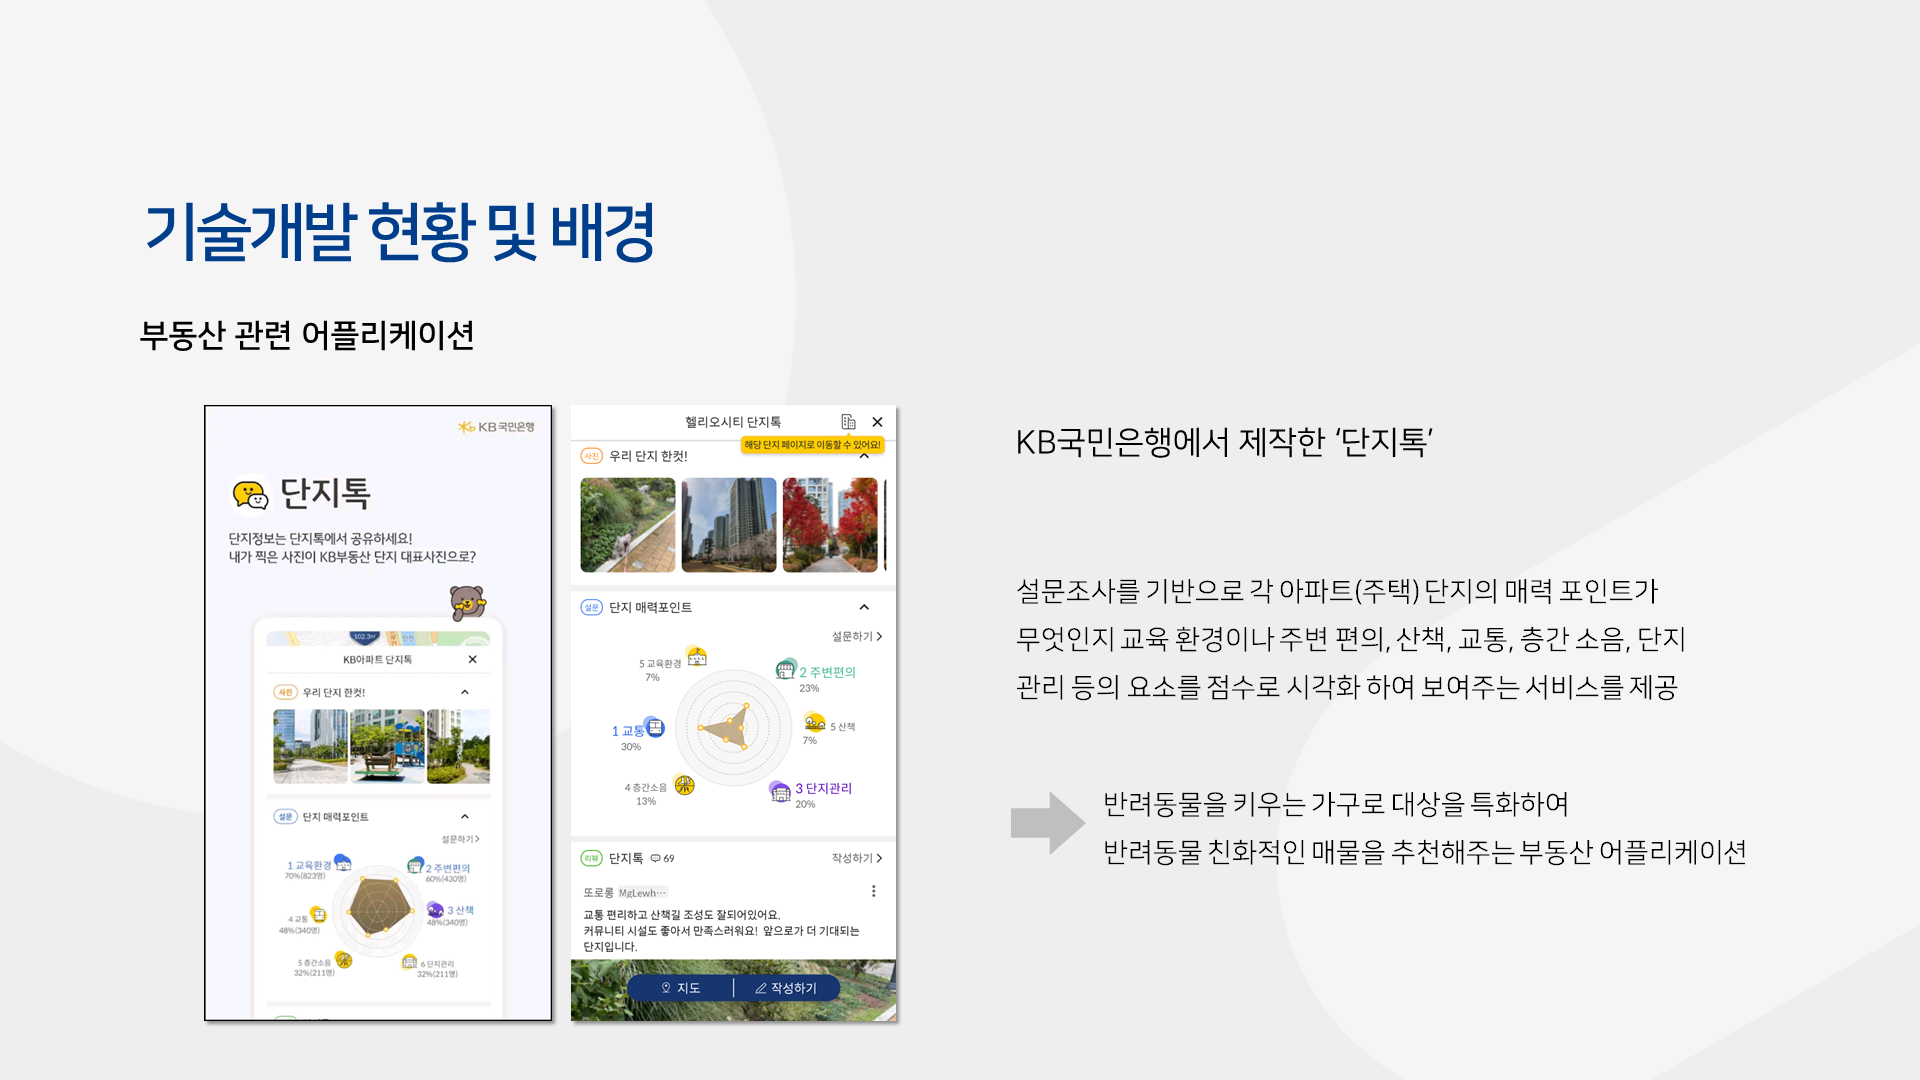 기술개발 현황 및 배경
부동산 관련 어플리케이션
KB국민은행
단지톡
단지정보는 단지톡에서 공유하세요!
내가 찍은 사진이 KB부동산 단지 대표사진으로?
102.3㎡
KB아파트 단지톡
사진 우리 단지 한컷!
설문 단지 매력포인트
설문하기
1 교육환경
70%(823명)
2 주변편의
60%(430명)
3 산책
48%(340명)
4 교통
48%(340명)
5 층간소음
32%(211명)
6 단지관리
32%(211명)
헬리오시티 단지톡
해당 단지 페이지로 이동할 수 있어요!
사진 우리 단지 한컷!
설문 단지 매력포인트
설문하기
5 교육환경
7%
2 주변편의
23%
1 교통
30%
5 산책
7%
4 층간소음
13%
3 단지관리
20%
리뷰 단지톡 69
작성하기
또로롱 MgLewh···
교통 편리하고 산책길 조성도 잘되어있어요.
커뮤니티 시설도 좋아서 만족스러워요! 앞으로가 더 기대되는
단지입니다.
지도 작성하기
KB국민은행에서 제작한 ‘단지톡’
설문조사를 기반으로 각 아파트(주택) 단지의 매력 포인트가
무엇인지 교육 환경이나 주변 편의, 산책, 교통, 층간 소음, 단지
관리 등의 요소를 점수로 시각화 하여 보여주는 서비스를 제공
반려동물을 키우는 가구로 대상을 특화하여
반려동물 친화적인 매물을 추천해주는 부동산 어플리케이션